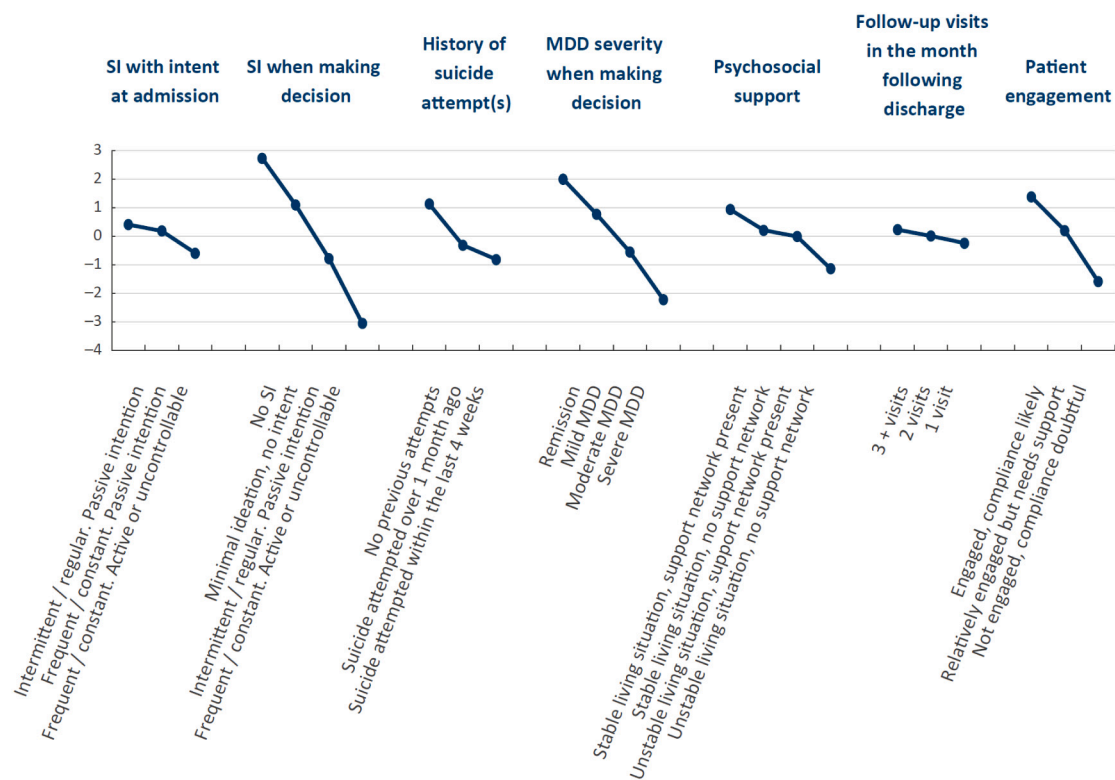 SI with intent
at admission
SI when making
decision
History of
suicide
attempt(s)
MDD severity
when making
decision
Psychosocial
support
Follow-up visits
in the month
following
discharge
Patient
engagement
3
2
1
0
−1
−2
−3
−4
Intermittent / regular. Passive intention
Frequent / constant. Passive intention
Frequent / constant. Active or uncontrollable
No SI
Minimal ideation, no intent
Intermittent / regular. Passive intention
Frequent / constant. Active or uncontrollable
No previous attempts
Suicide attempted over 1 month ago
Suicide attempted within the last 4 weeks
Remission
Mild MDD
Moderate MDD
Severe MDD
Stable living situation, support network present
Stable living situation, no support network
Unstable living situation, support network present
Unstable living situation, no support network
3 + visits
2 visits
1 visit
Engaged, compliance likely
Relatively engaged but needs support
Not engaged, compliance doubtful